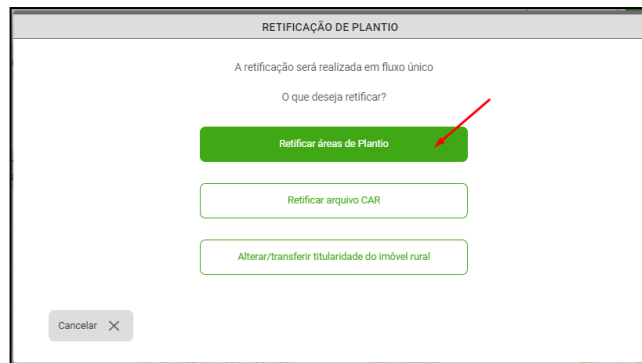 RETIFICAÇÃO DE PLANTIO
A retificação será realizada em fluxo único
O que deseja retificar?
Retificar áreas de Plantio
Retificar arquivo CAR
Alterar/transferir titularidade do imóvel rural
Cancelar